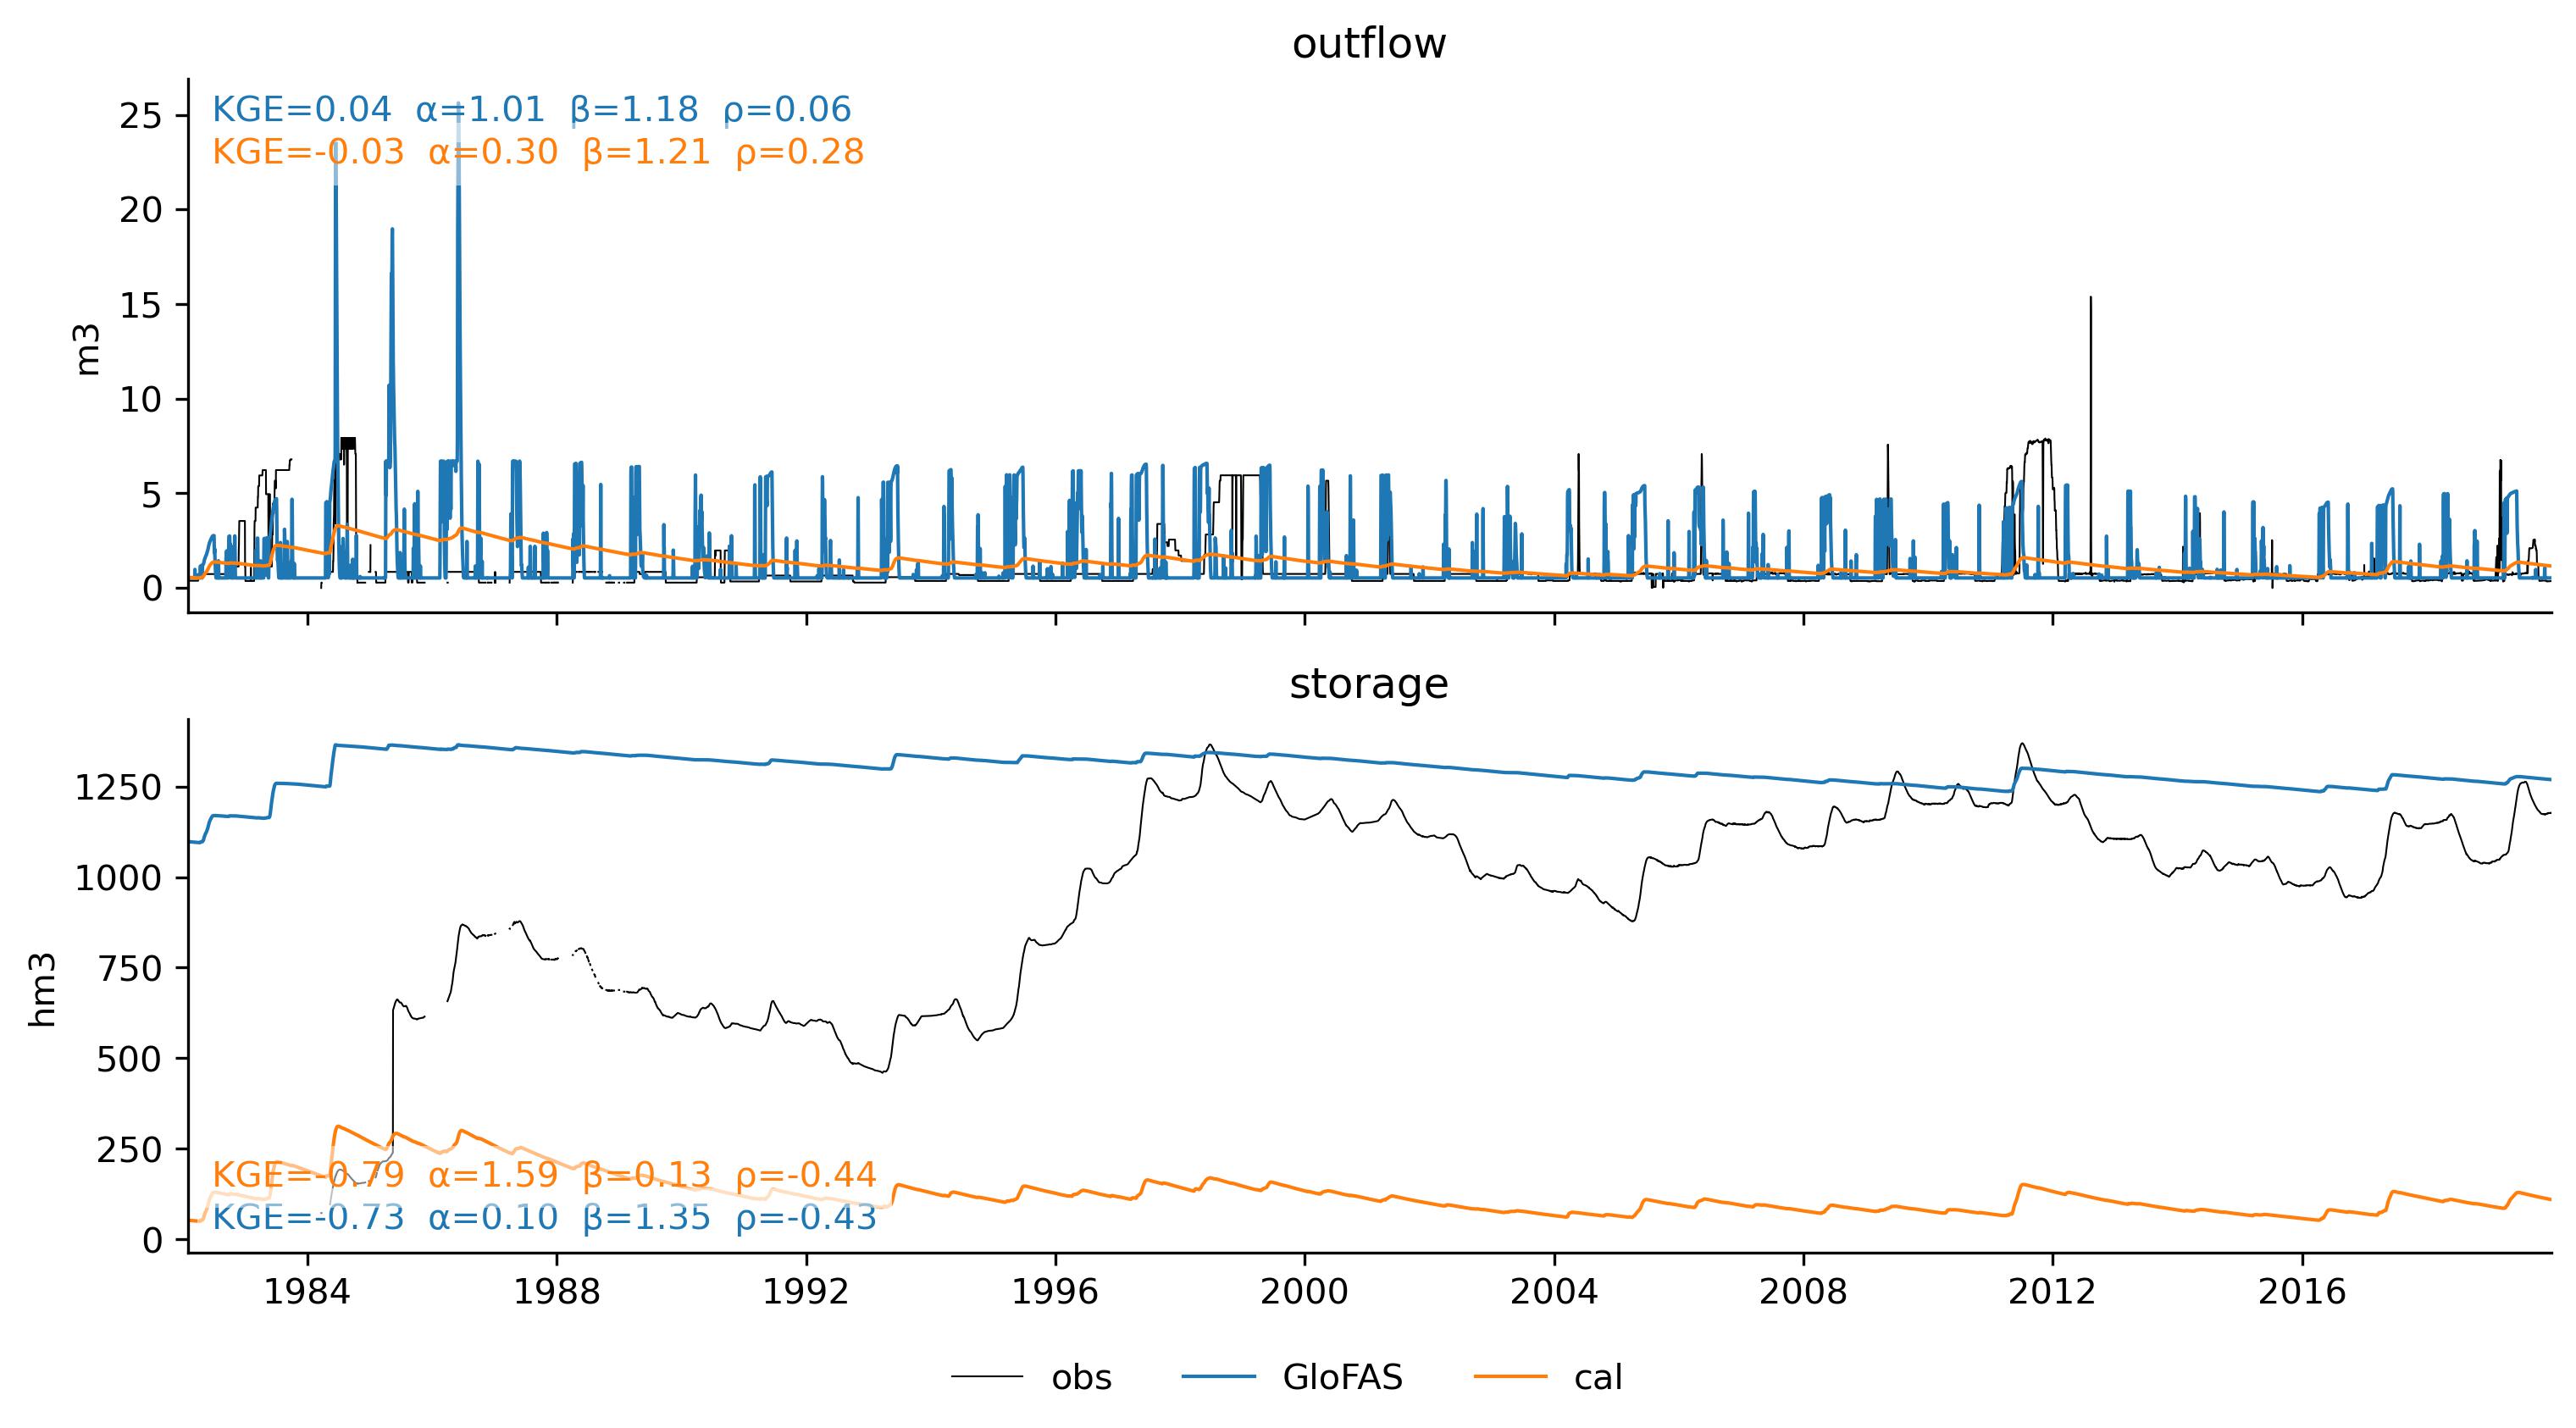 outflow
KGE=0.04 α=1.01 β=1.18 ρ=0.06
KGE=-0.03 α=0.30 β=1.21 ρ=0.28
25
20
15
10
5
0
m3
storage
1250
1000
750
500
250
0
hm3
KGE=-0.79 α=1.59 β=0.13 ρ=-0.44
KGE=-0.73 α=0.10 β=1.35 ρ=-0.43
1984 1988 1992 1996 2000 2004 2008 2012 2016
obs GloFAS cal